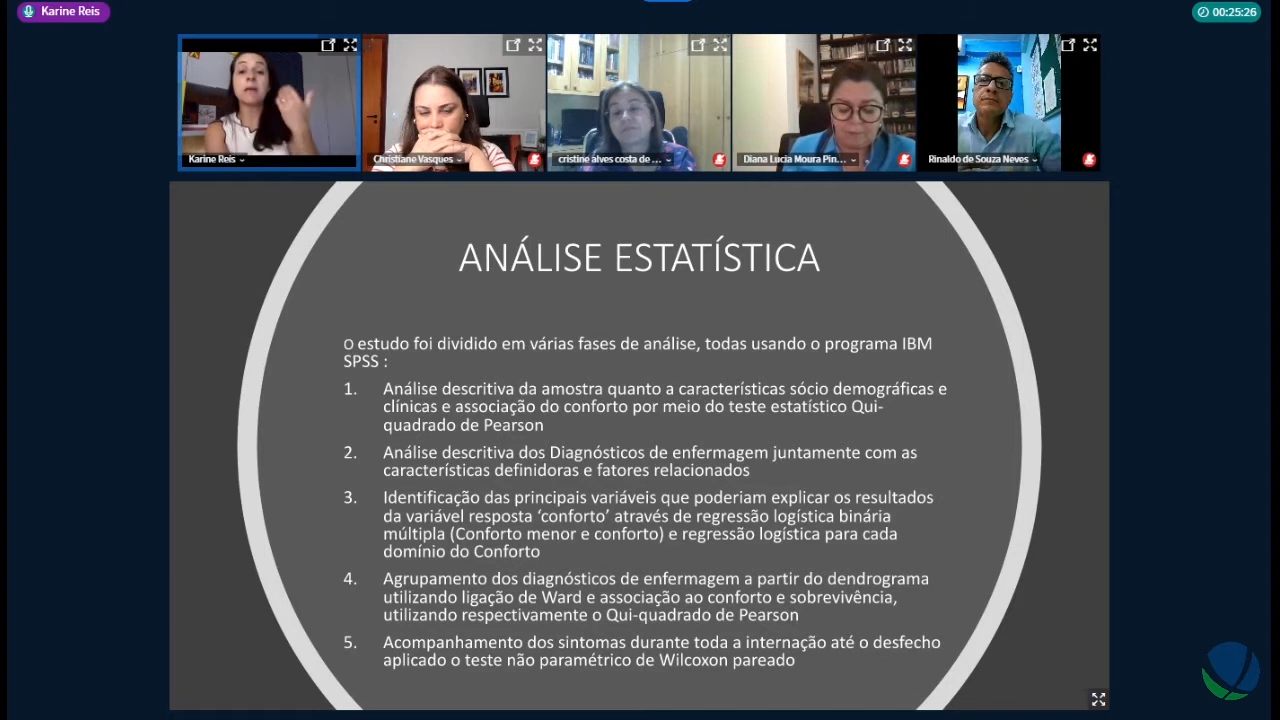 Karine Reis
00:25:26
Karine Reis
Christiane Vasques
cristine alves costa de ...
Diana Lucia Moura Pin...
Rinaldo de Souza Neves
ANÁLISE ESTATÍSTICA
O estudo foi dividido em várias fases de análise, todas usando o programa IBM
SPSS :
1. Análise descritiva da amostra quanto a características sócio demográficas e
clínicas e associação do conforto por meio do teste estatístico Qui-
quadrado de Pearson
2. Análise descritiva dos Diagnósticos de enfermagem juntamente com as
características definidoras e fatores relacionados
3. Identificação das principais variáveis que poderiam explicar os resultados
da variável resposta ‘conforto’ através de regressão logística binária
múltipla (Conforto menor e conforto) e regressão logística para cada
domínio do Conforto
4. Agrupamento dos diagnósticos de enfermagem a partir do dendrograma
utilizando ligação de Ward e associação ao conforto e sobrevivência,
utilizando respectivamente o Qui-quadrado de Pearson
5. Acompanhamento dos sintomas durante toda a internação até o desfecho
aplicado o teste não paramétrico de Wilcoxon pareado